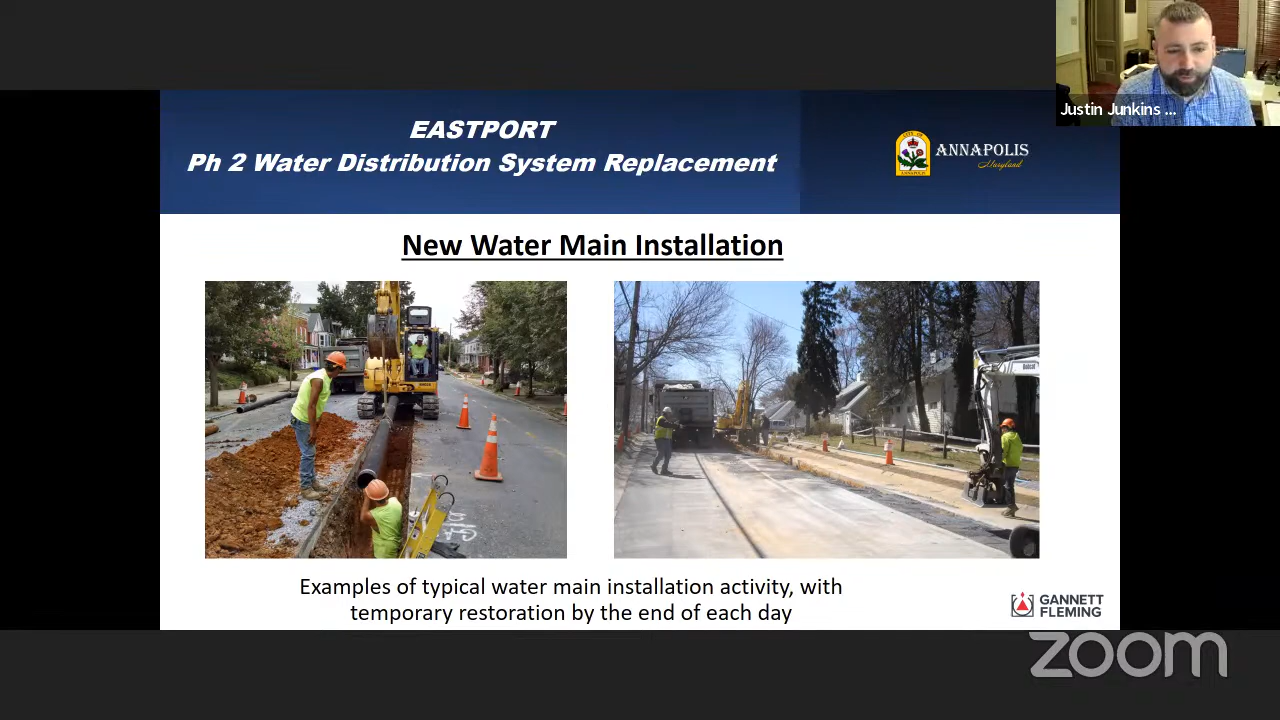 Justin Junkins ...
EASTPORT
Ph 2 Water Distribution System Replacement
ANNAPOLIS
Maryland
New Water Main Installation
Examples of typical water main installation activity, with
temporary restoration by the end of each day
GANNETT
FLEMING
zoom